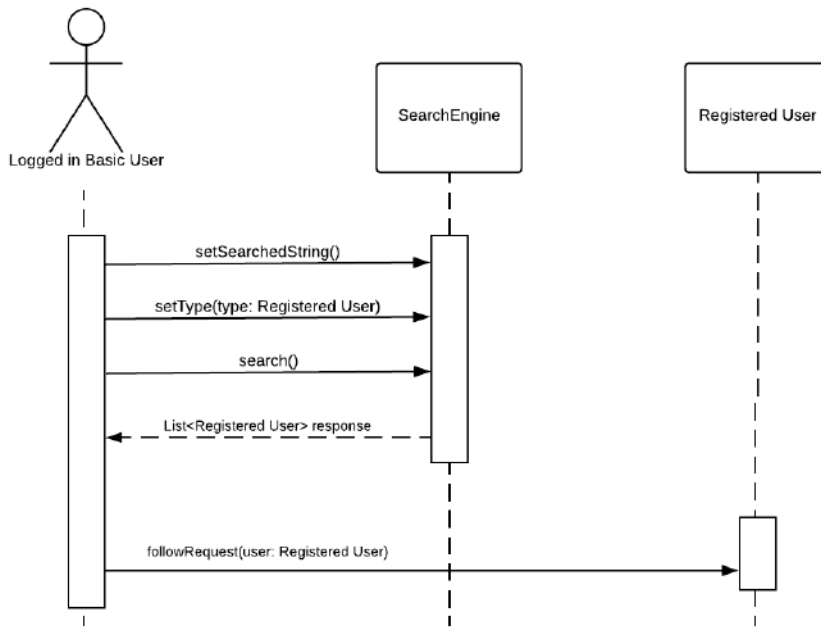 SearchEngine
Registered User
Logged in Basic User
setSearchedString()
setType(type: Registered User)
search()
List<Registered User> response
followRequest(user: Registered User)